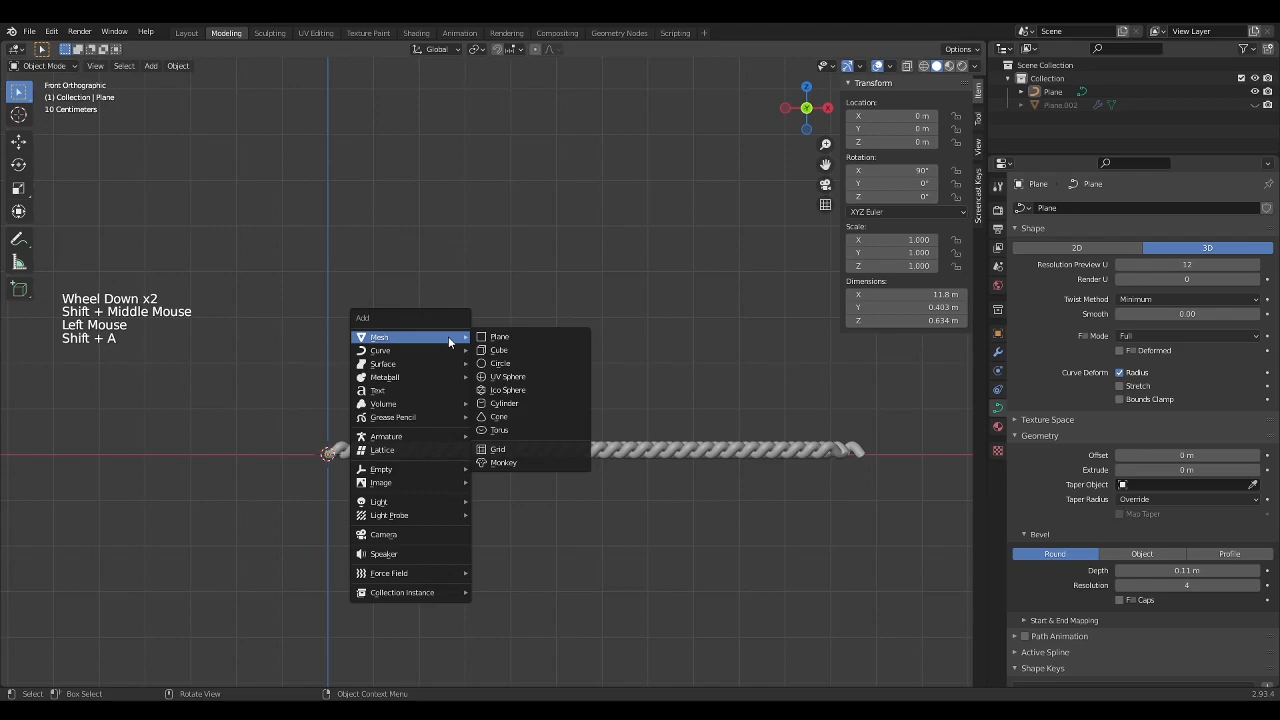 File Edit Render Window Help
Layout Modeling Sculpting UV Editing Texture Paint Shading Animation Rendering Compositing Geometry Nodes Scripting
Scene
View Layer
Global
Options
Object Mode View Select Add Object
Front Orthographic
(1) Collection | Plane
10 Centimeters
Wheel Down x2
Shift + Middle Mouse
Left Mouse
Shift + A
Add
Mesh
Curve
Surface
Metaball
Text
Volume
Grease Pencil
Armature
Lattice
Empty
Image
Light
Light Probe
Camera
Speaker
Force Field
Collection Instance
Plane
Cube
Circle
UV Sphere
Ico Sphere
Cylinder
Cone
Torus
Grid
Monkey
X
Z
Transform
Location:
X 0 m
Y 0 m
Z 0 m
Rotation:
X 90°
Y 0°
Z 0°
XYZ Euler
Scale:
X 1.000
Y 1.000
Z 1.000
Dimensions:
X 11.8 m
Y 0.403 m
Z 0.634 m
Item
Tool
View
Screencast Keys
Scene Collection
Collection
Plane
Plane.002
Plane Plane
Plane
Shape
2D 3D
Resolution Preview U 12
Render U 0
Twist Method Minimum
Smooth 0.00
Fill Mode Full
Fill Deformed
Curve Deform Radius
Stretch
Bounds Clamp
Texture Space
Geometry
Offset 0 m
Extrude 0 m
Taper Object
Taper Radius Override
Map Taper
Bevel
Round Object Profile
Depth 0.11 m
Resolution 4
Fill Caps
Start & End Mapping
Path Animation
Active Spline
Shape Keys
Select Box Select Rotate View Object Context Menu 2.93.4